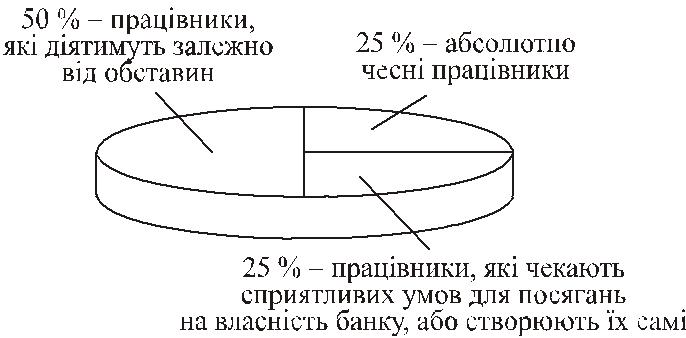 50 % – працівники,
які діятимуть залежно
від обставин
25 % – абсолютно
чесні працівники
25 % – працівники, які чекають
сприятливих умов для посягань
на власність банку, або створюють їх самі